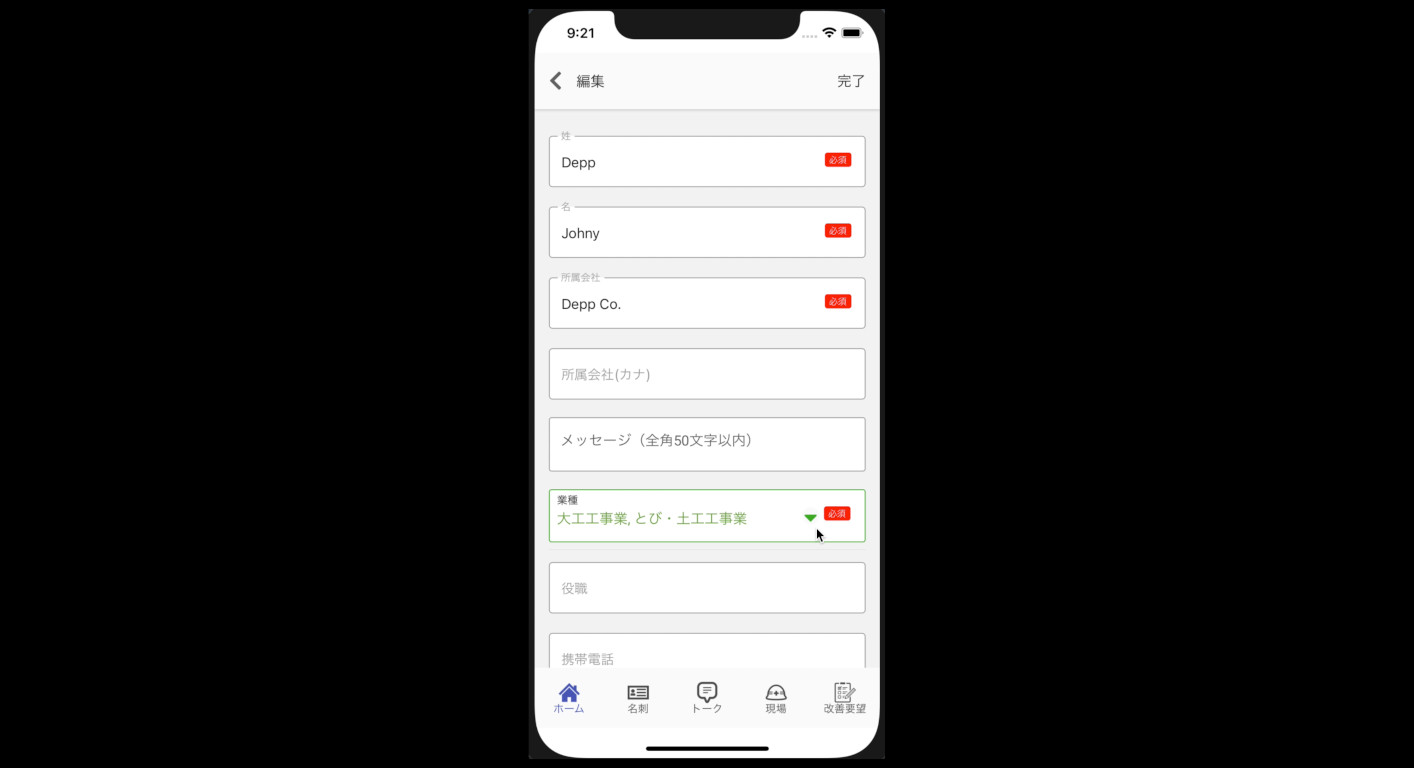 9:21
編集 完了
姓
Depp 必須
名
Johny 必須
所属会社
Depp Co. 必須
所属会社(カナ)
メッセージ（全角50文字以内）
業種
大工工事業, とび・土工工事業 必須
役職
携帯電話
ホーム 名刺 トーク 現場 改善要望